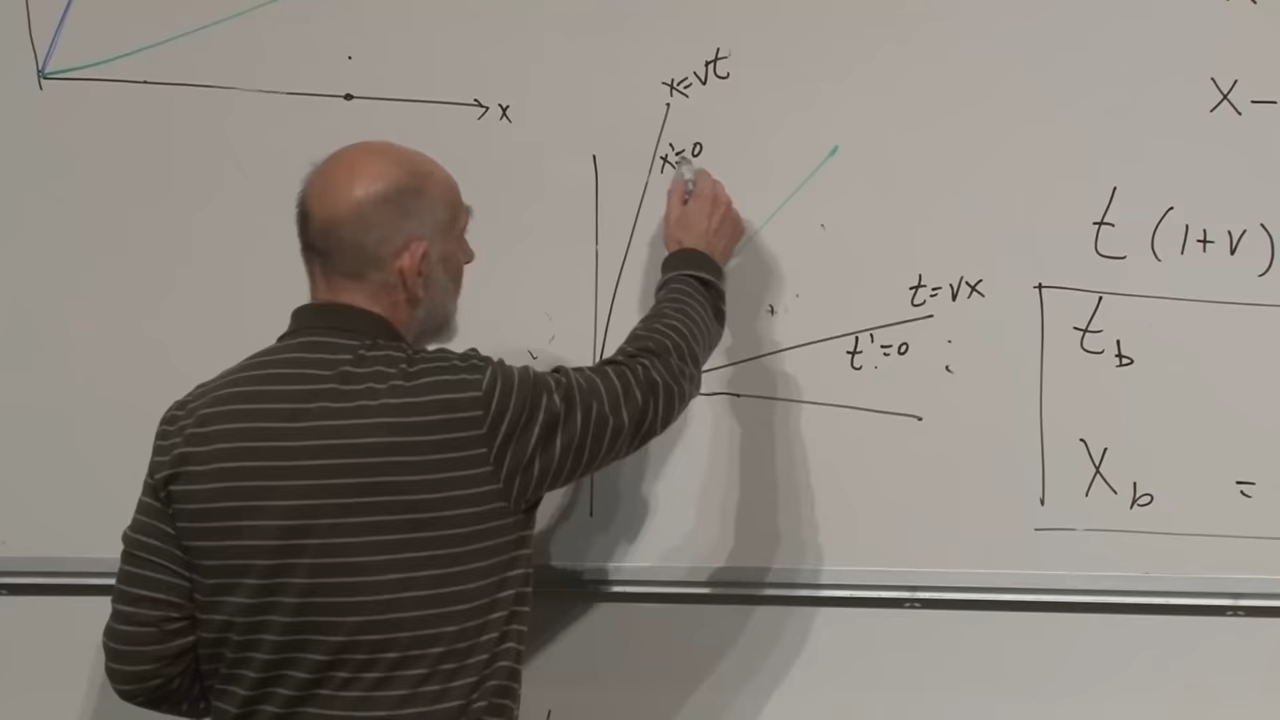 x
x=vt
x'=0
t=vx
t'=0
x-
t(1+v)
t_b
x_b =